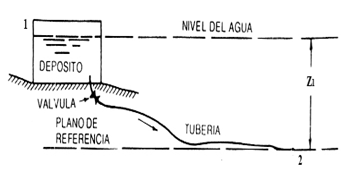 1
NIVEL DEL AGUA
DEPOSITO
Z1
VALVULA
PLANO DE
REFERENCIA
TUBERIA
2